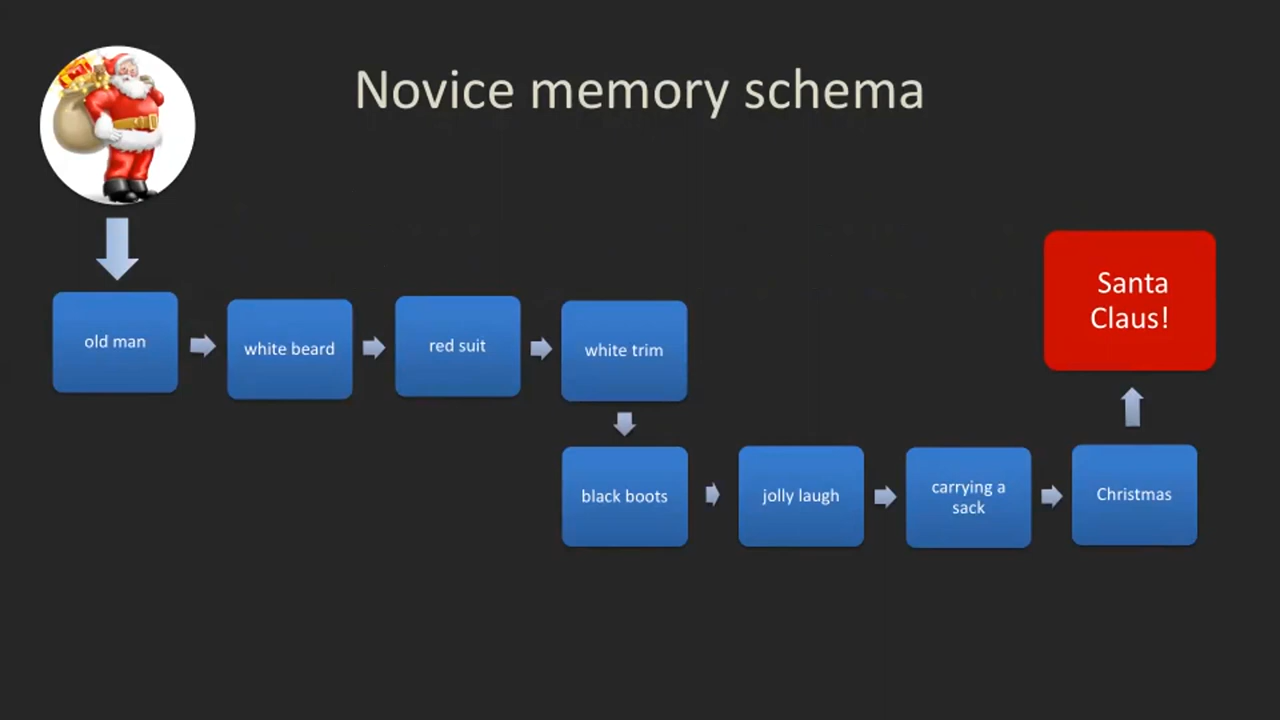 Novice memory schema
old man
white beard
red suit
white trim
black boots
jolly laugh
carrying a
sack
Christmas
Santa
Claus!